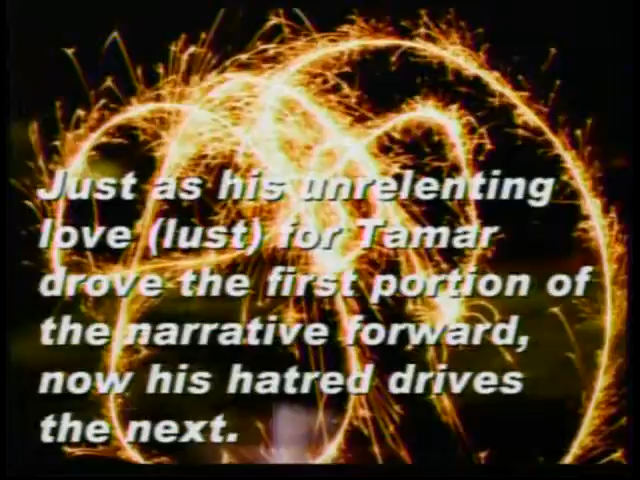 Just as his unrelenting
love (lust) for Tamar
drove the first portion of
the narrative forward,
now his hatred drives
the next.